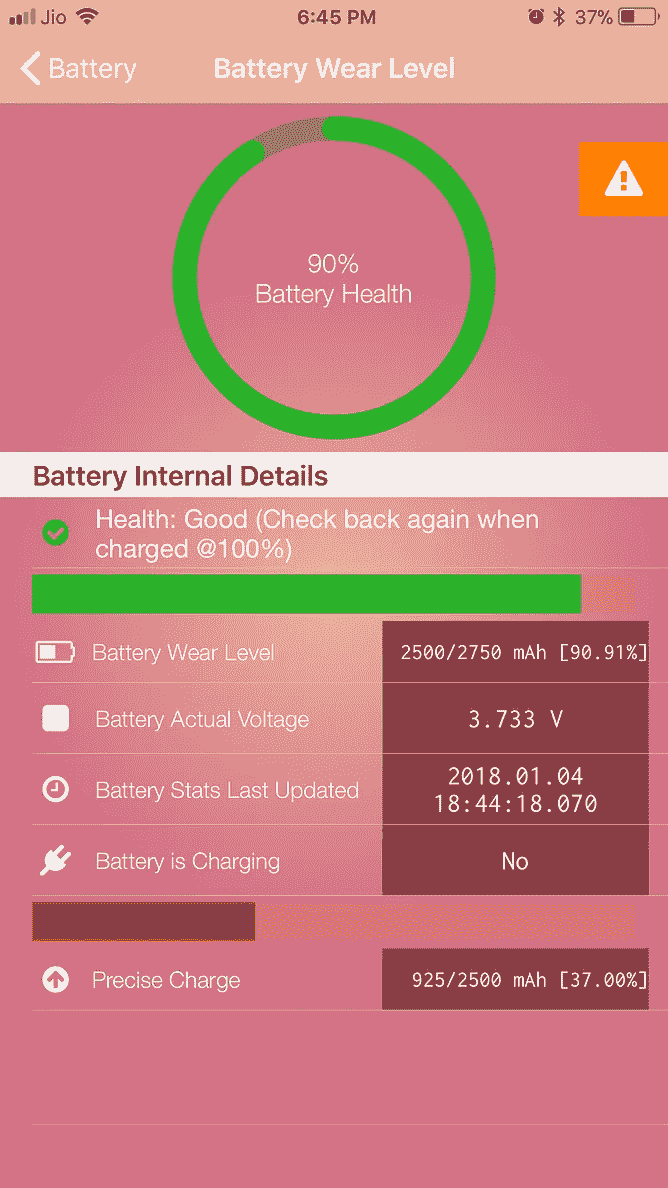 Jio 6:45 PM 37%
Battery Battery Wear Level
90%
Battery Health
Battery Internal Details
Health: Good (Check back again when
charged @100%)
Battery Wear Level 2500/2750 mAh [90.91%]
Battery Actual Voltage 3.733 V
Battery Stats Last Updated 2018.01.04
18:44:18.070
Battery is Charging No
Precise Charge 925/2500 mAh [37.00%]